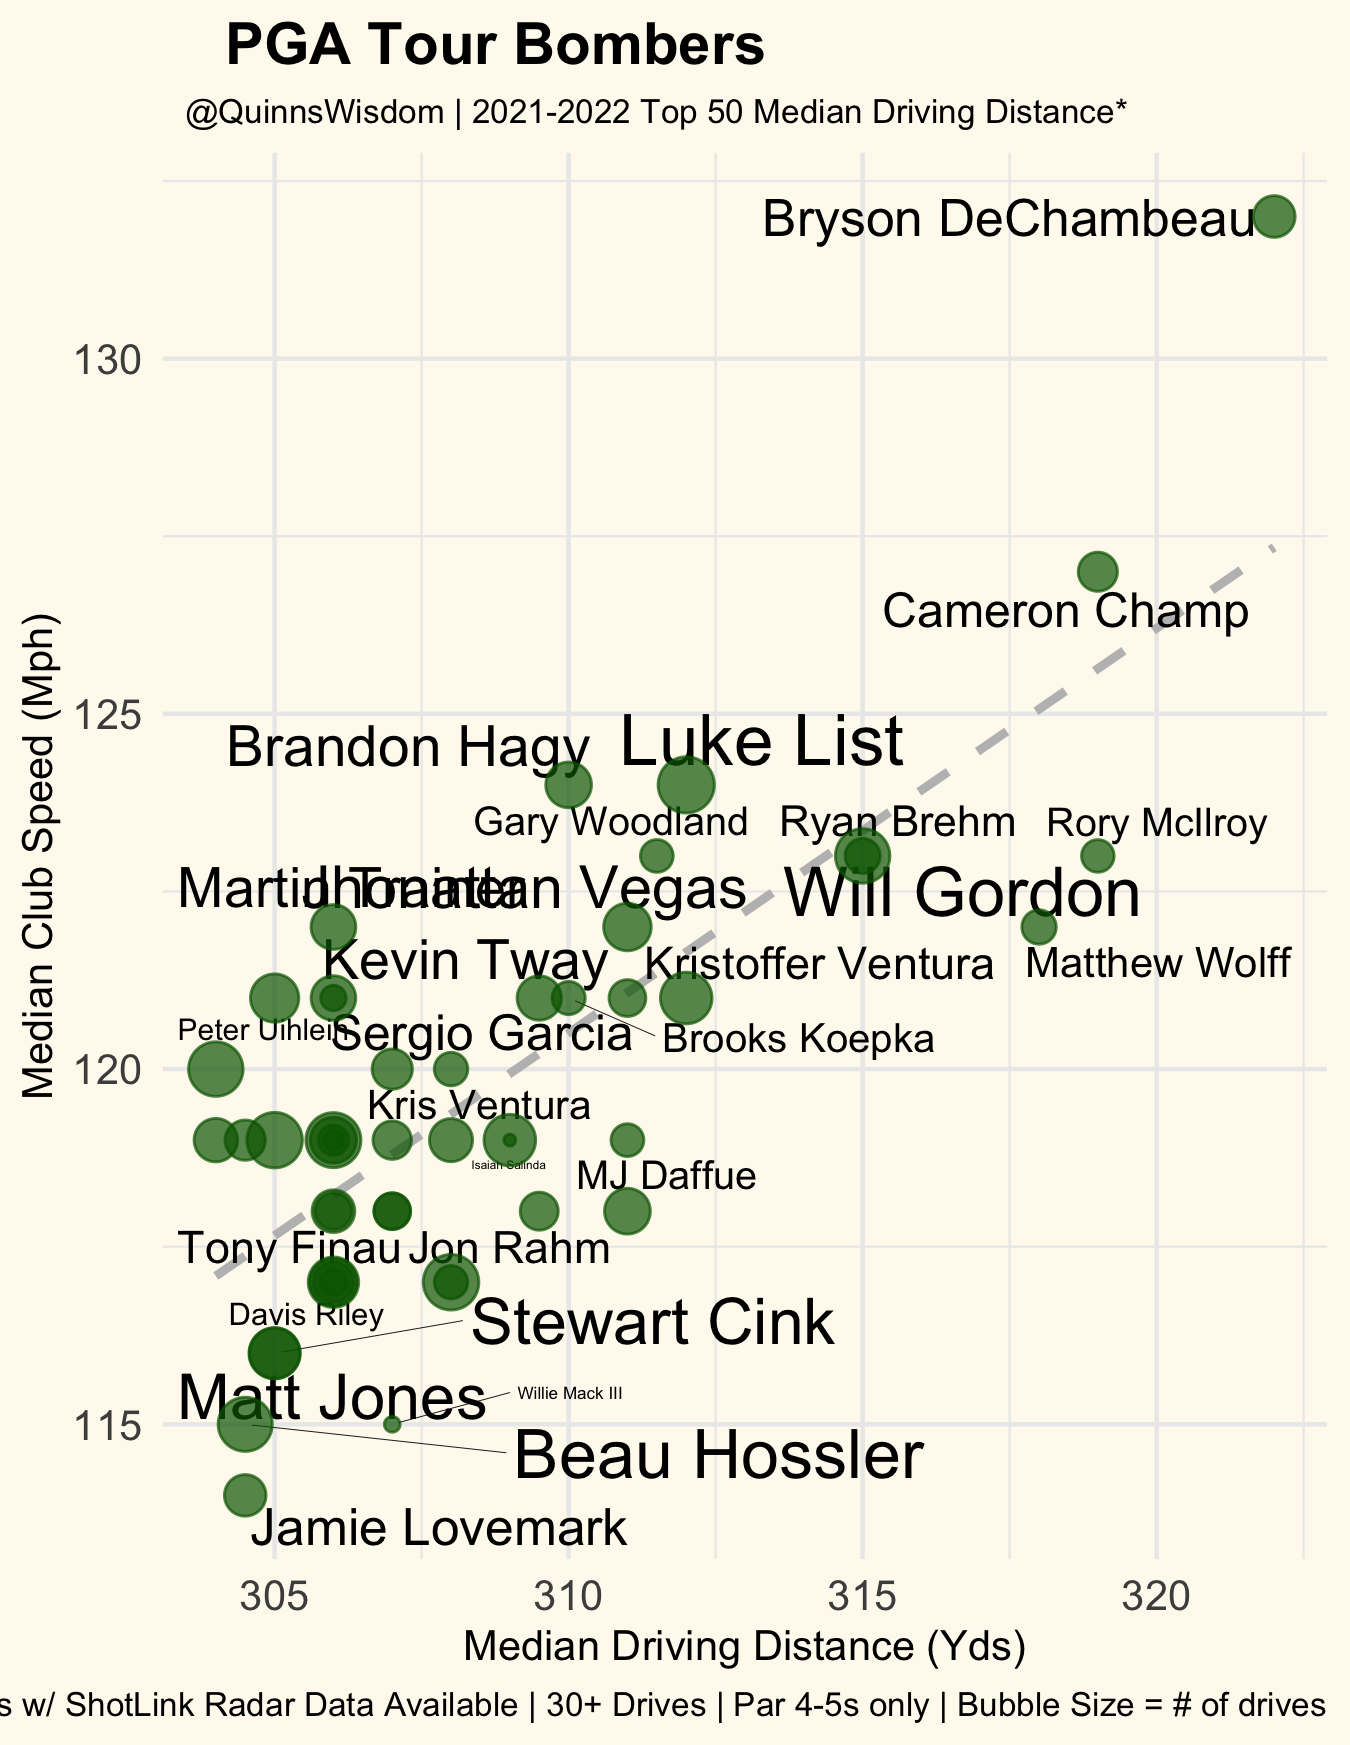 PGA Tour Bombers
@QuinnsWisdom | 2021-2022 Top 50 Median Driving Distance*
Bryson DeChambeau
130
Cameron Champ
125
Brandon Hagy
Luke List
Gary Woodland
Ryan Brehm
Rory McIlroy
Martin Trainer
Jhonattan Vegas
Will Gordon
Kevin Tway
Kristoffer Ventura
Matthew Wolff
Peter Uihlein
Sergio Garcia
Brooks Koepka
120
Kris Ventura
Isaiah Salinda
MJ Daffue
Tony Finau
Jon Rahm
Davis Riley
Stewart Cink
Matt Jones
Willie Mack III
115
Beau Hossler
Jamie Lovemark
Median Club Speed (Mph)
305
310
315
320
Median Driving Distance (Yds)
s w/ ShotLink Radar Data Available | 30+ Drives | Par 4-5s only | Bubble Size = # of drives